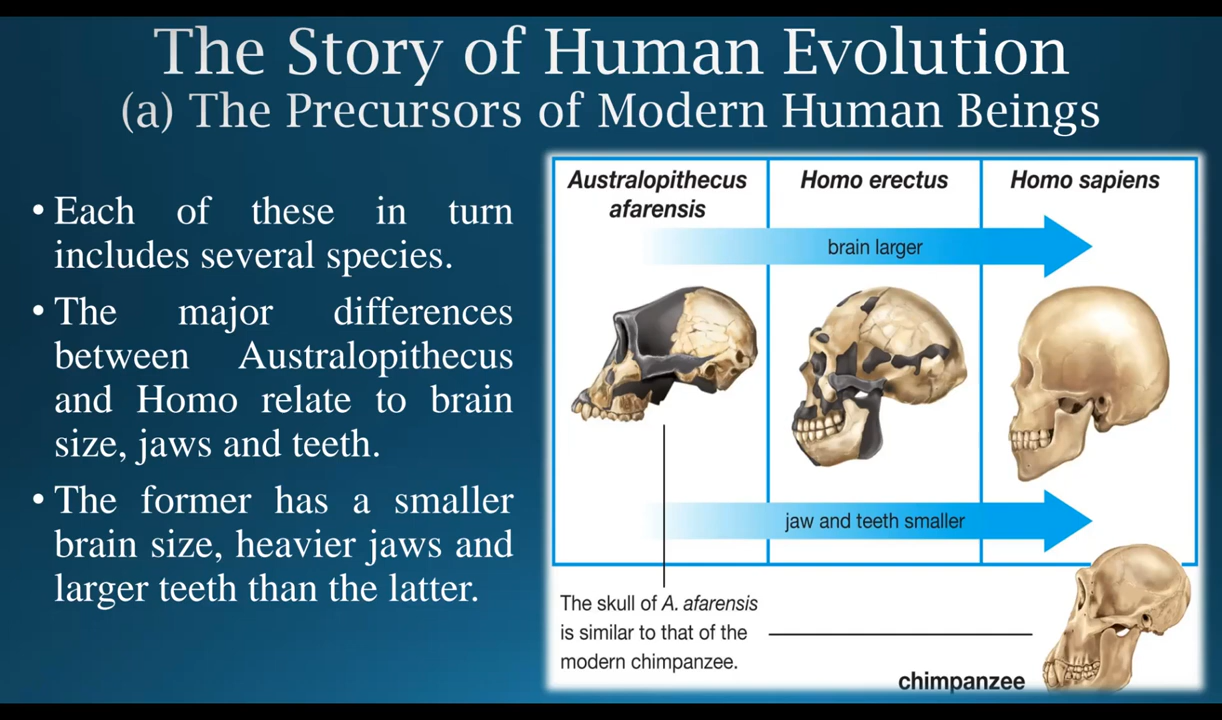 The Story of Human Evolution
(a) The Precursors of Modern Human Beings
• Each of these in turn
includes several species.
• The major differences
between Australopithecus
and Homo relate to brain
size, jaws and teeth.
• The former has a smaller
brain size, heavier jaws and
larger teeth than the latter.
Australopithecus
afarensis
Homo erectus
Homo sapiens
brain larger
jaw and teeth smaller
The skull of A. afarensis
is similar to that of the
modern chimpanzee.
chimpanzee